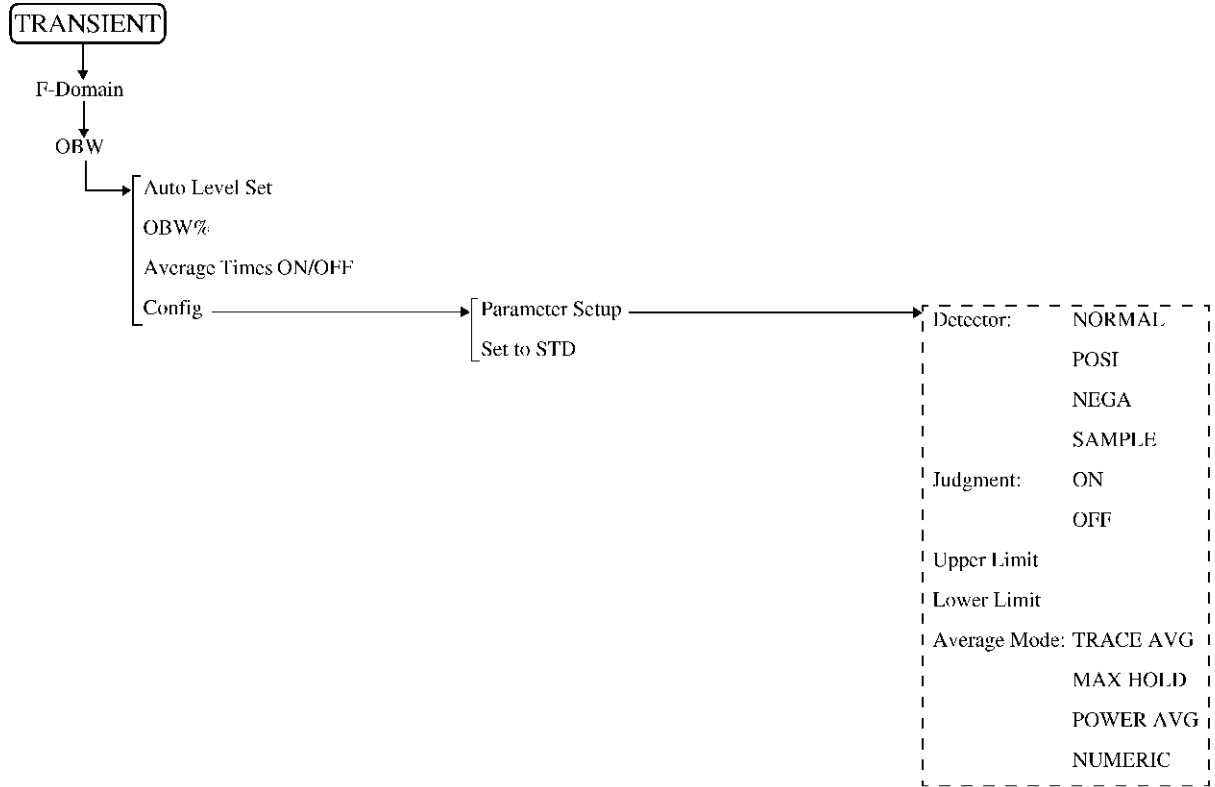 TRANSIENT
F-Domain
OBW
Auto Level Set
OBW%
Average Times ON/OFF
Config
Parameter Setup
Set to STD
Detector: NORMAL
POSI
NEGA
SAMPLE
Judgment: ON
OFF
Upper Limit
Lower Limit
Average Mode: TRACE AVG
MAX HOLD
POWER AVG
NUMERIC